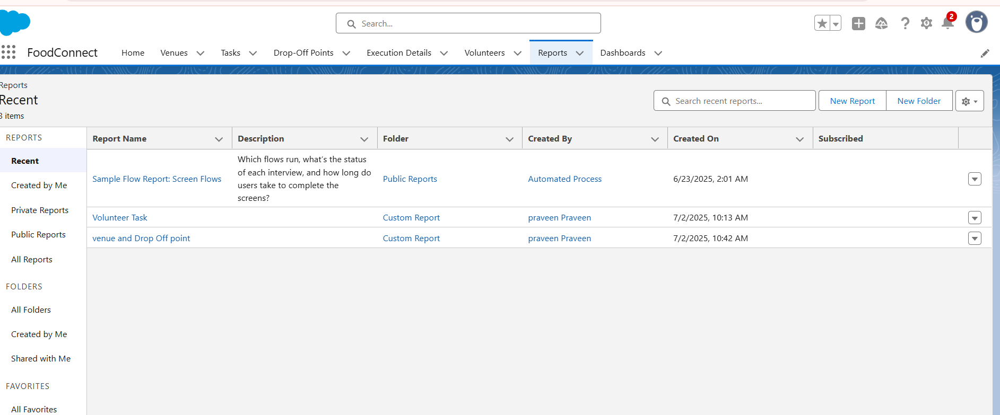 Search...
2
FoodConnect Home Venues Tasks Drop-Off Points Execution Details Volunteers Reports Dashboards
Reports
Recent
3 items
Search recent reports...
New Report
New Folder
REPORTS
Recent
Created by Me
Private Reports
Public Reports
All Reports
FOLDERS
All Folders
Created by Me
Shared with Me
FAVORITES
All Favorites
Report Name Description Folder Created By Created On Subscribed
Which flows run, what's the status
of each interview, and how long do
users take to complete the
screens?
Sample Flow Report: Screen Flows Public Reports Automated Process 6/23/2025, 2:01 AM
Volunteer Task Custom Report praveen Praveen 7/2/2025, 10:13 AM
venue and Drop Off point Custom Report praveen Praveen 7/2/2025, 10:42 AM